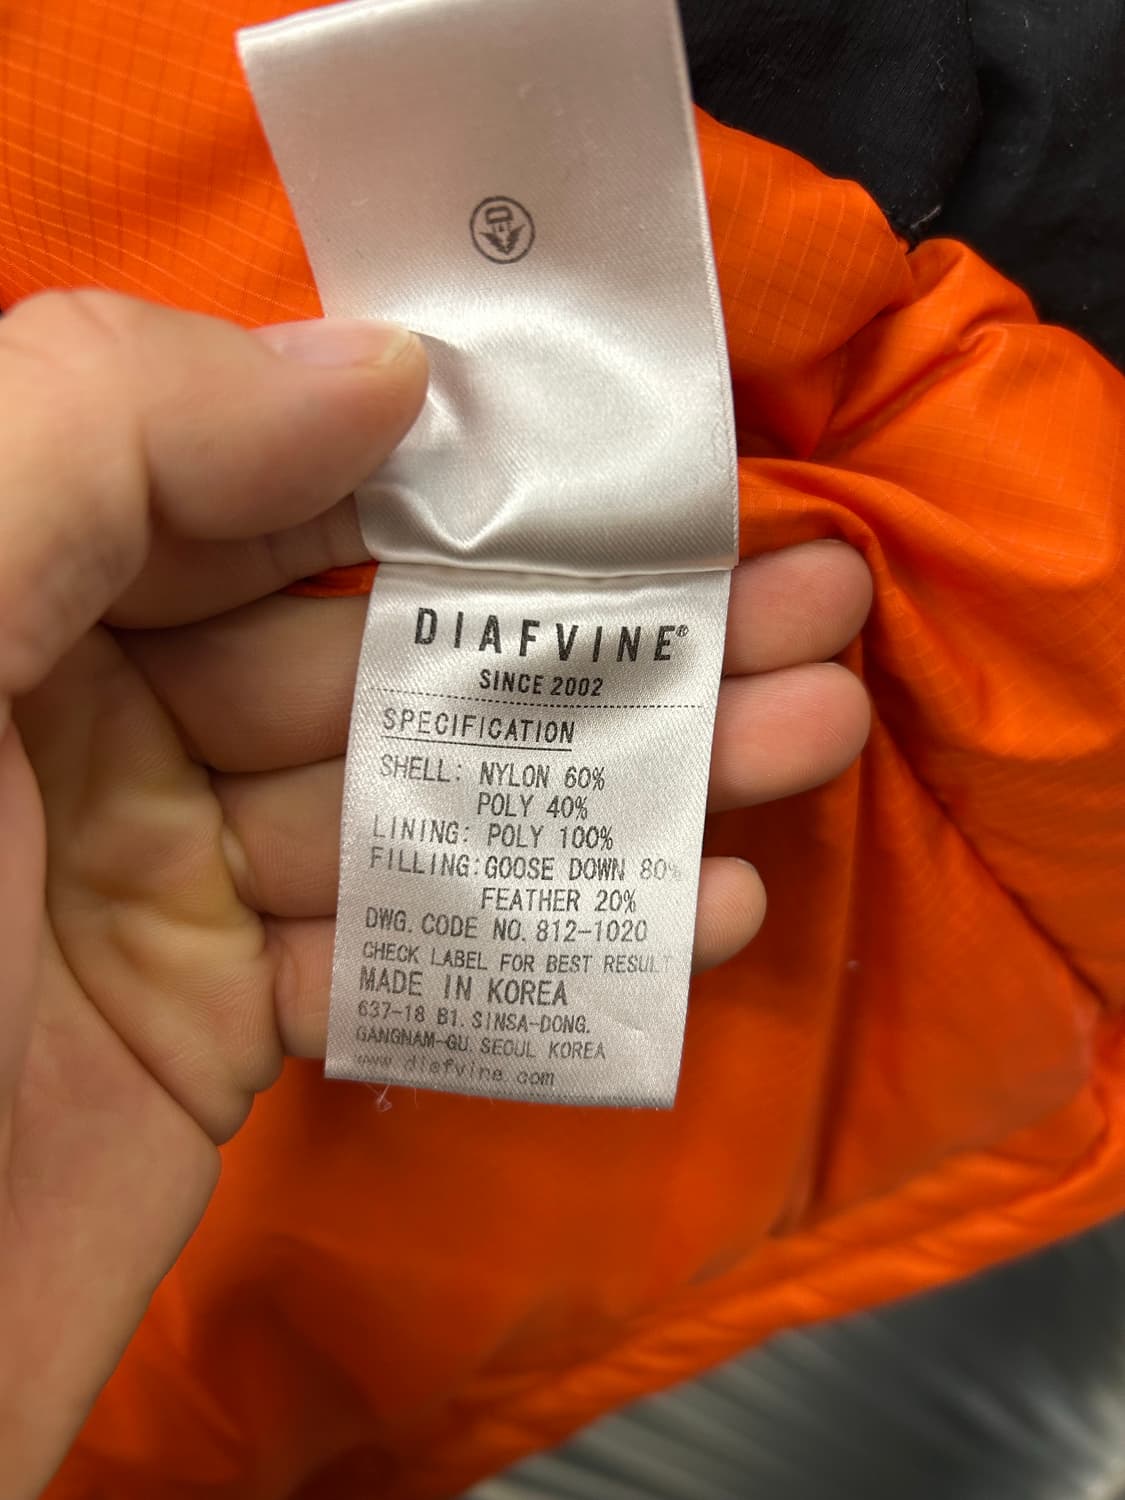 DIAFVINE®
SINCE 2002
SPECIFICATION
SHELL: NYLON 60%
POLY 40%
LINING: POLY 100%
FILLING:GOOSE DOWN 80%
FEATHER 20%
DWG. CODE NO. 812-1020
CHECK LABEL FOR BEST RESULT
MADE IN KOREA
637-18 B1. SINSA-DONG.
GANGNAM-GU. SEOUL KOREA
www.diafvine.com